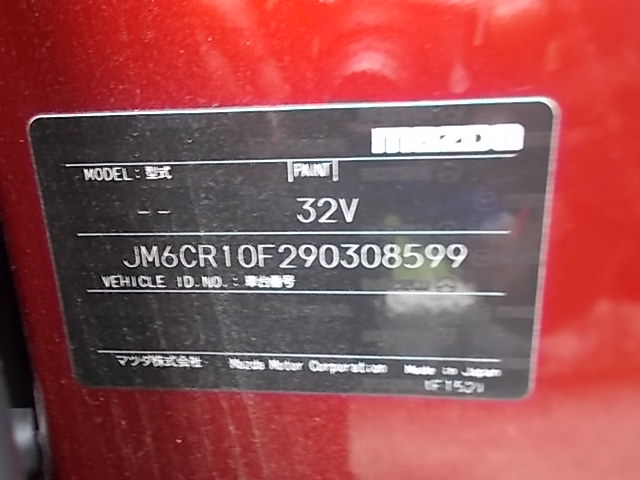 mazda
MODEL: 型式
PAINT
-- 32V
JM6CR10F290308599
VEHICLE ID.NO.: 車台番号
マツダ株式会社 Mazda Motor Corporation Made in Japan